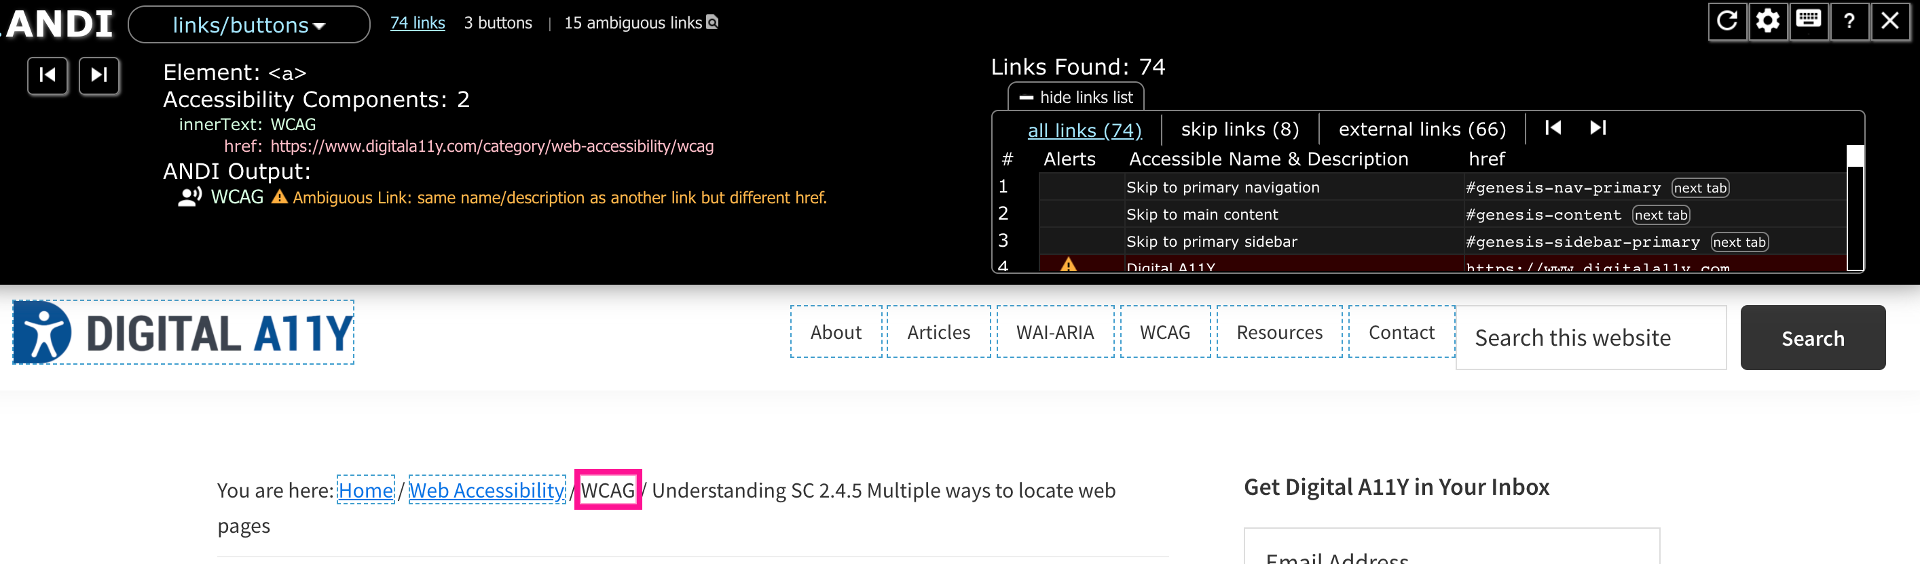 ANDI links/buttons 74 links 3 buttons | 15 ambiguous links ?
Element: <a>
Accessibility Components: 2
innerText: WCAG
href: https://www.digitala11y.com/category/web-accessibility/wcag
ANDI Output:
WCAG Ambiguous Link: same name/description as another link but different href.
Links Found: 74
hide links list
all links (74) skip links (8) external links (66)
# Alerts Accessible Name & Description href
1 Skip to primary navigation #genesis-nav-primary next tab
2 Skip to main content #genesis-content next tab
3 Skip to primary sidebar #genesis-sidebar-primary next tab
4 Digital A11Y https://www.digitala11y.com
DIGITAL A11Y About Articles WAI-ARIA WCAG Resources Contact Search this website Search
You are here: Home / Web Accessibility / WCAG / Understanding SC 2.4.5 Multiple ways to locate web
pages
Get Digital A11Y in Your Inbox
Email Address